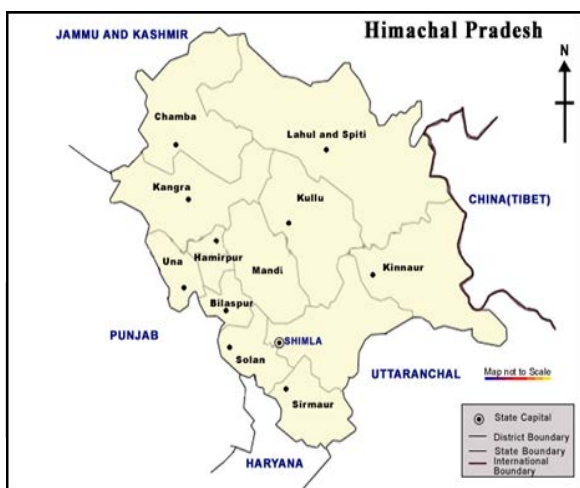 JAMMU AND KASHMIR
Himachal Pradesh
N
Chamba
Lahul and Spiti
Kangra
Kullu
CHINA(TIBET)
Hamirpur
Una
Mandi
Kinnaur
Bilaspur
PUNJAB
SHIMLA
Solan
UTTARANCHAL
Map not to Scale
Sirmaur
State Capital
District Boundary
State Boundary
International
Boundary
HARYANA